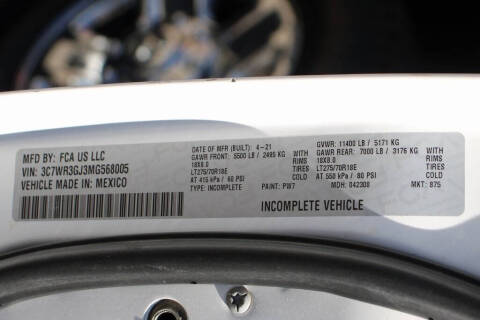 MFD BY: FCA US LLC
VIN: 3C7WR3GJ3MG568005
VEHICLE MADE IN: MEXICO
DATE OF MFR (BUILT): 4-21
GAWR FRONT: 5500 LB / 2495 KG
18X8.0 WITH RIMS
LT275/70R18E TIRES
AT 415 kPa / 60 PSI COLD
TYPE: INCOMPLETE
GVWR: 11400 LB / 5171 KG
GAWR REAR: 7000 LB / 3176 KG
18X8.0 WITH RIMS
LT275/70R18E TIRES
AT 550 kPa / 80 PSI COLD
PAINT: PW7
MDH: 042308
MKT: 875
INCOMPLETE VEHICLE